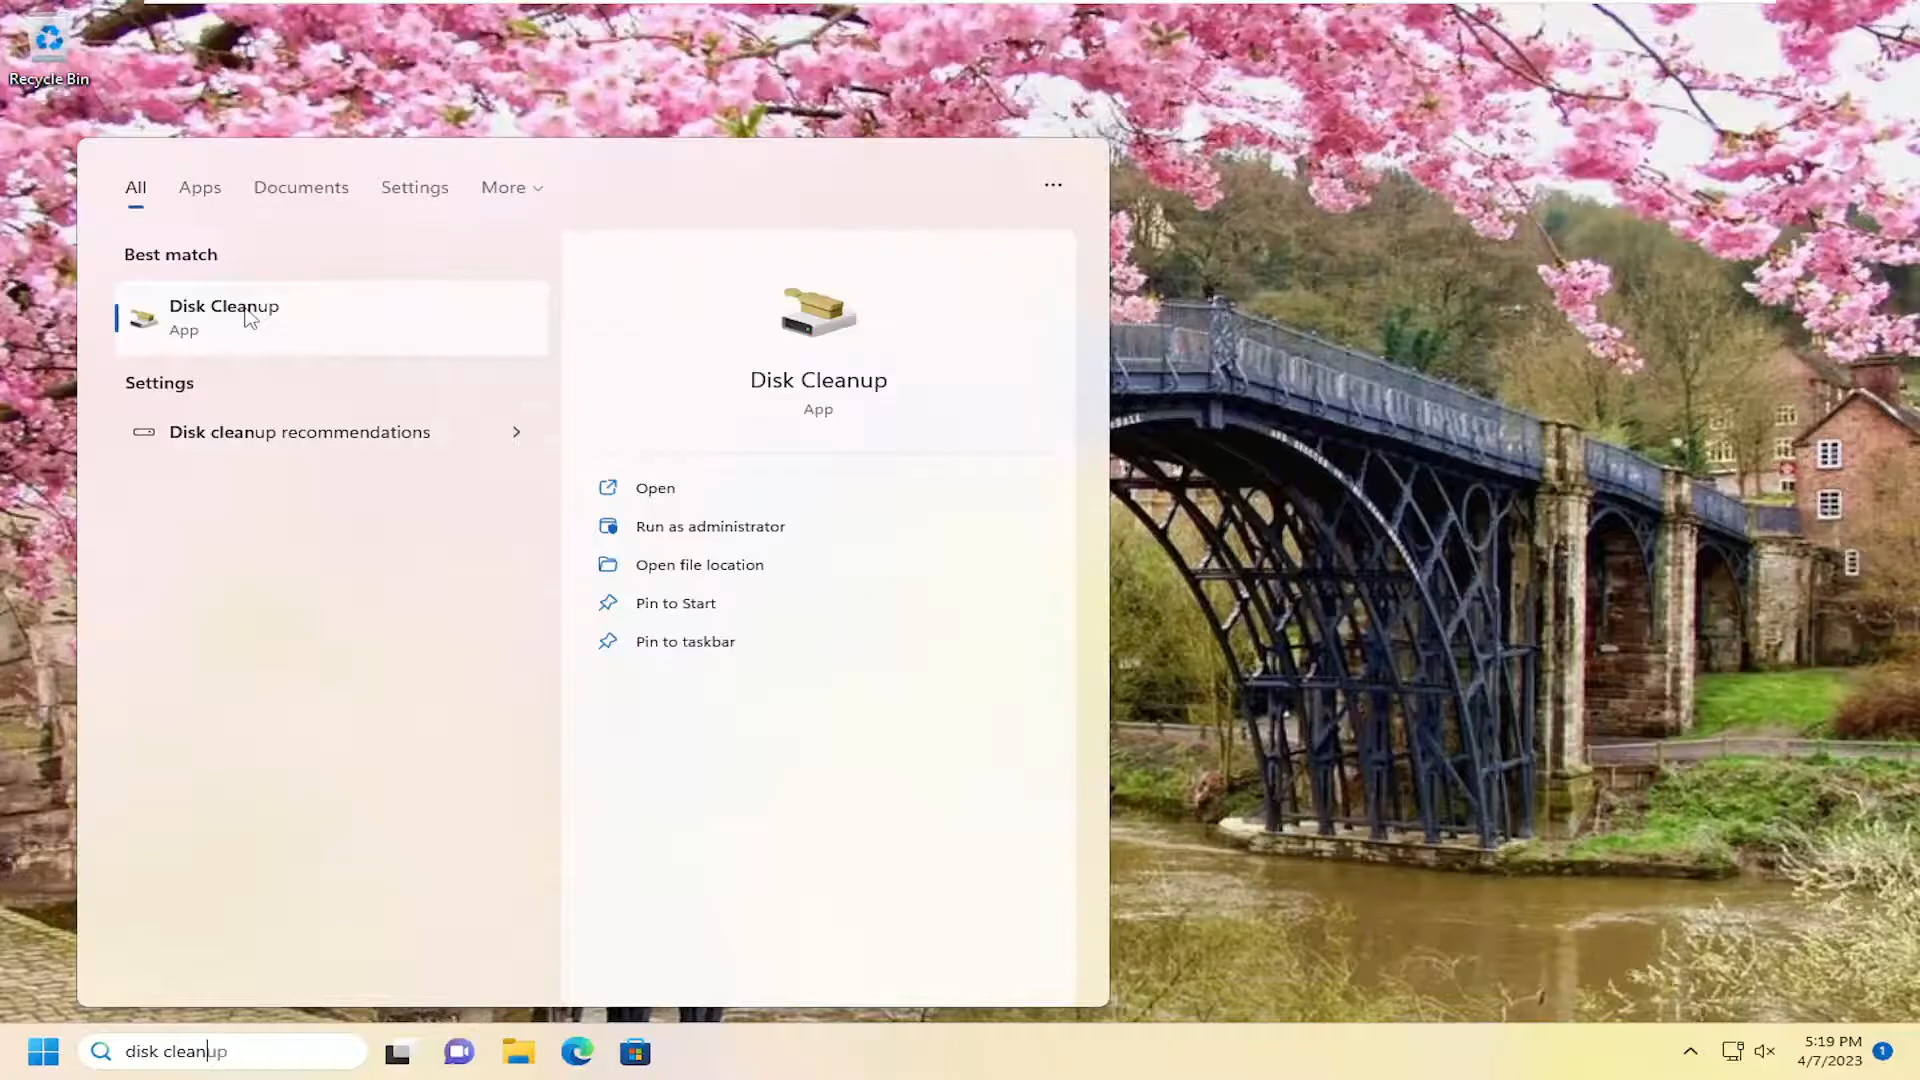 Recycle Bin
All Apps Documents Settings More
Best match
Disk Cleanup
App
Settings
Disk cleanup recommendations
Disk Cleanup
App
Open
Run as administrator
Open file location
Pin to Start
Pin to taskbar
disk cleanup
5:19 PM
4/7/2023
1